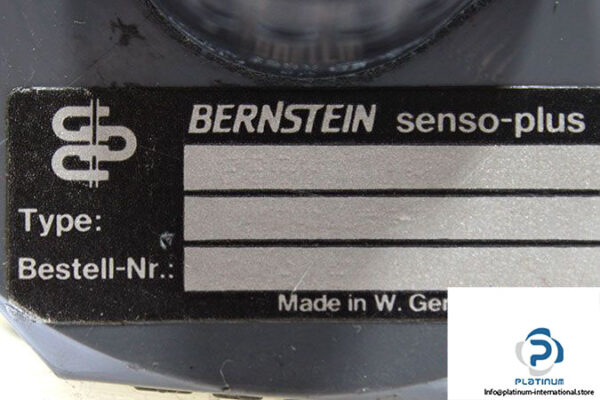 BERNSTEIN senso-plus
Type:
Bestell-Nr.:
Made in W. Ger
PLATINUM
info@platinum-international.store